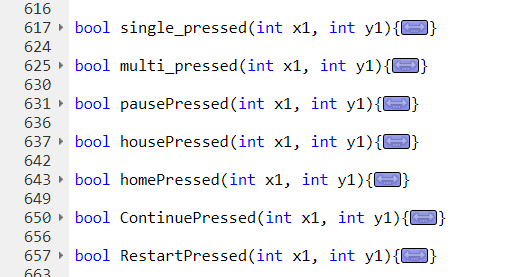 616
617 bool single_pressed(int x1, int y1){}
624
625 bool multi_pressed(int x1, int y1){}
630
631 bool pausePressed(int x1, int y1){}
636
637 bool housePressed(int x1, int y1){}
642
643 bool homePressed(int x1, int y1){}
649
650 bool ContinuePressed(int x1, int y1){}
656
657 bool RestartPressed(int x1, int y1){}
663